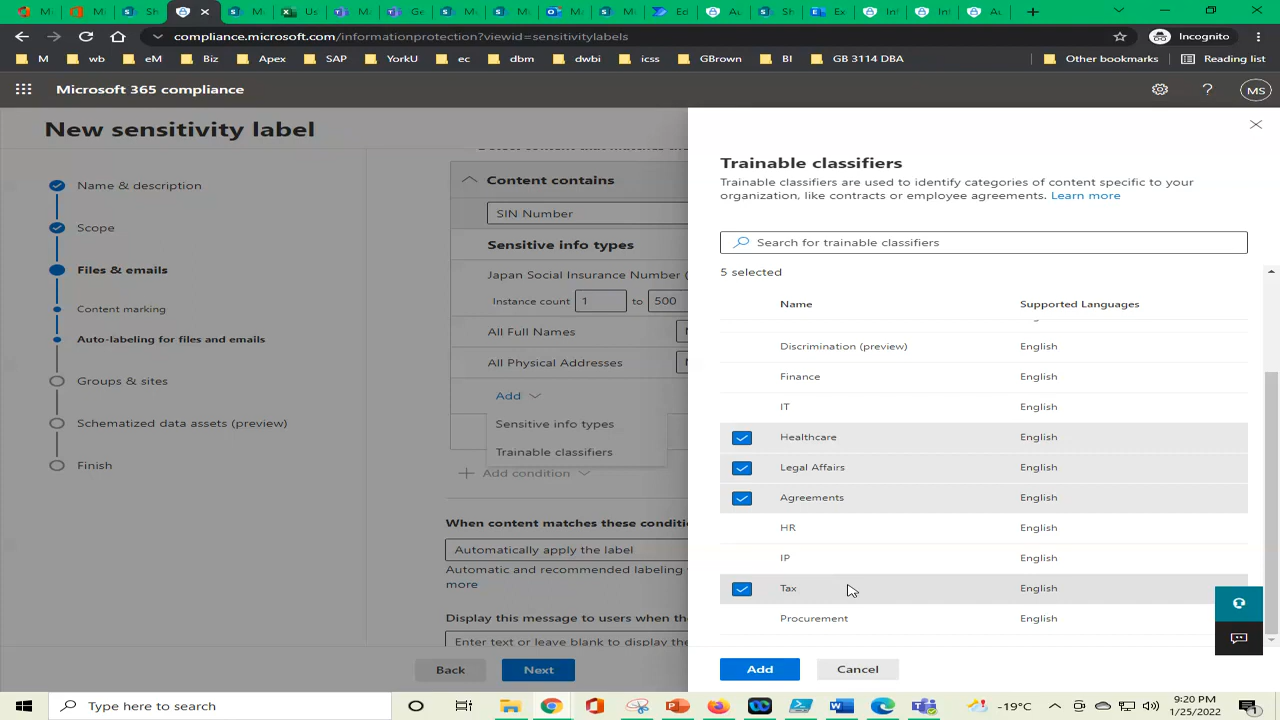 compliance.microsoft.com/informationprotection?viewid=sensitivitylabels
Incognito
M
wb
eM
Biz
Apex
SAP
YorkU
ec
dbm
dwbi
icss
GBrown
BI
GB 3114 DBA
Other bookmarks
Reading list
Microsoft 365 compliance
MS
New sensitivity label
Name & description
Scope
Files & emails
Content marking
Auto-labeling for files and emails
Groups & sites
Schematized data assets (preview)
Finish
Content contains
SIN Number
Sensitive info types
Japan Social Insurance Number (
Instance count 1 to 500
All Full Names
All Physical Addresses
Add
Sensitive info types
Trainable classifiers
Add condition
When content matches these conditio
Automatically apply the label
Automatic and recommended labeling
more
Display this message to users when the
Enter text or leave blank to display the
Back
Next
Trainable classifiers
Trainable classifiers are used to identify categories of content specific to your
organization, like contracts or employee agreements. Learn more
Search for trainable classifiers
5 selected
Name Supported Languages
Discrimination (preview) English
Finance English
IT English
Healthcare English
Legal Affairs English
Agreements English
HR English
IP English
Tax English
Procurement English
Add
Cancel
Type here to search
-19°C
9:20 PM
1/25/2022